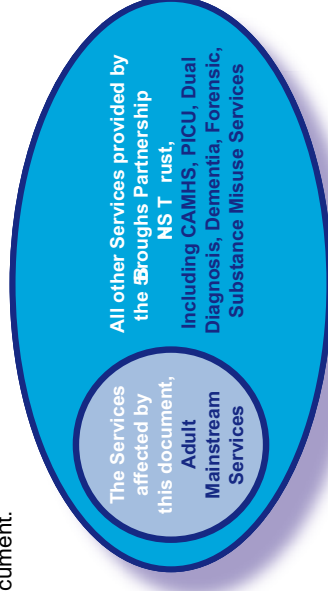 cument.
The Services
affected by
this document,
Adult
Mainstream
Services
All other Services provided by
the 5Broughs Partnership
NS T rust,
Including CAMHS, PICU, Dual
Diagnosis, Dementia, Forensic,
Substance Misuse Services